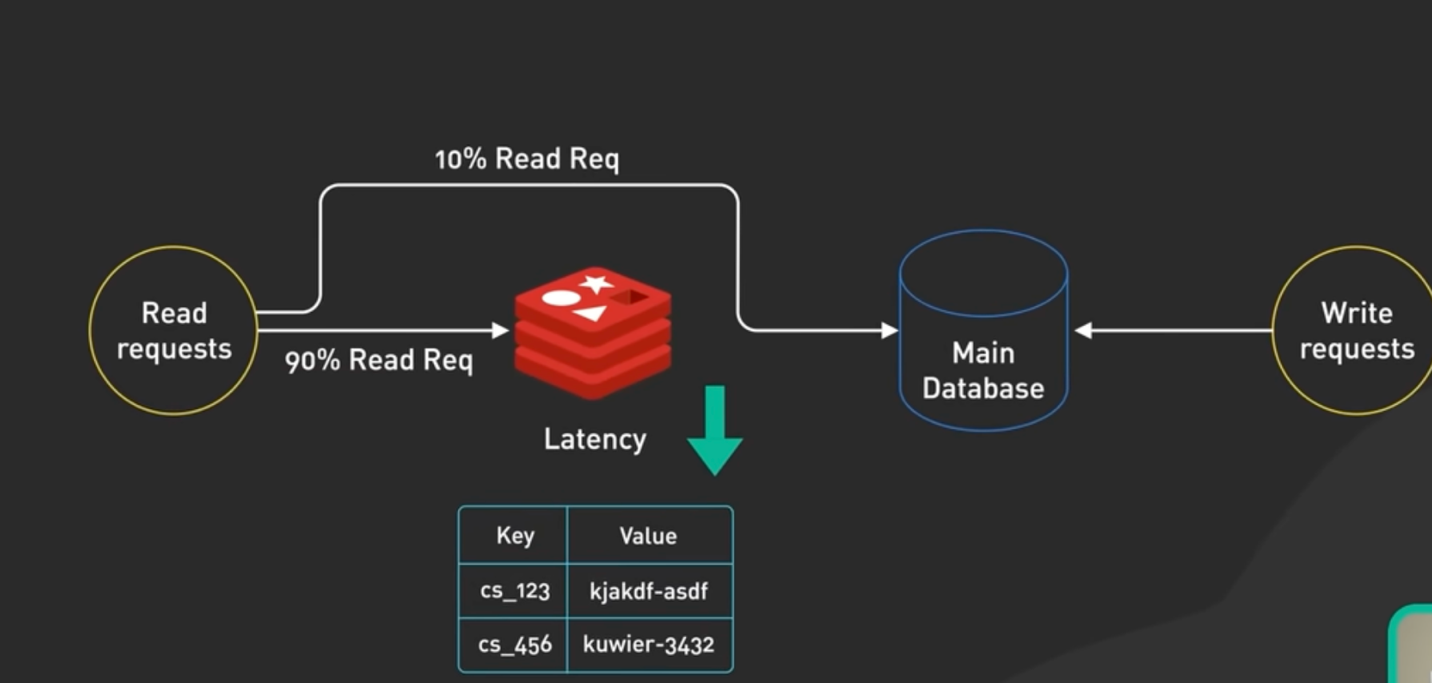 10% Read Req
Read
requests
90% Read Req
Latency
Main
Database
Write
requests
Key Value
cs_123 kjakdf-asdf
cs_456 kuwier-3432